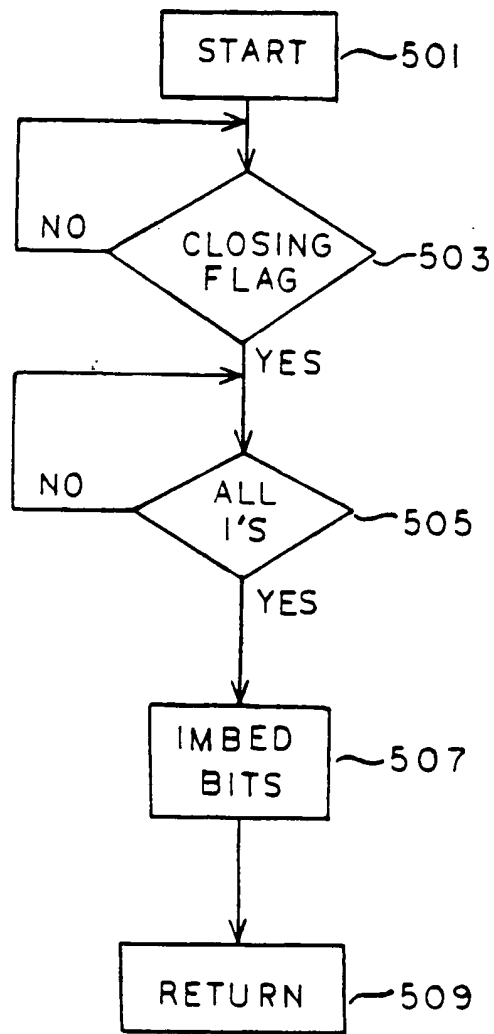 START
501
NO
CLOSING
FLAG
503
YES
NO
ALL
1'S
505
YES
IMBED
BITS
507
RETURN
509